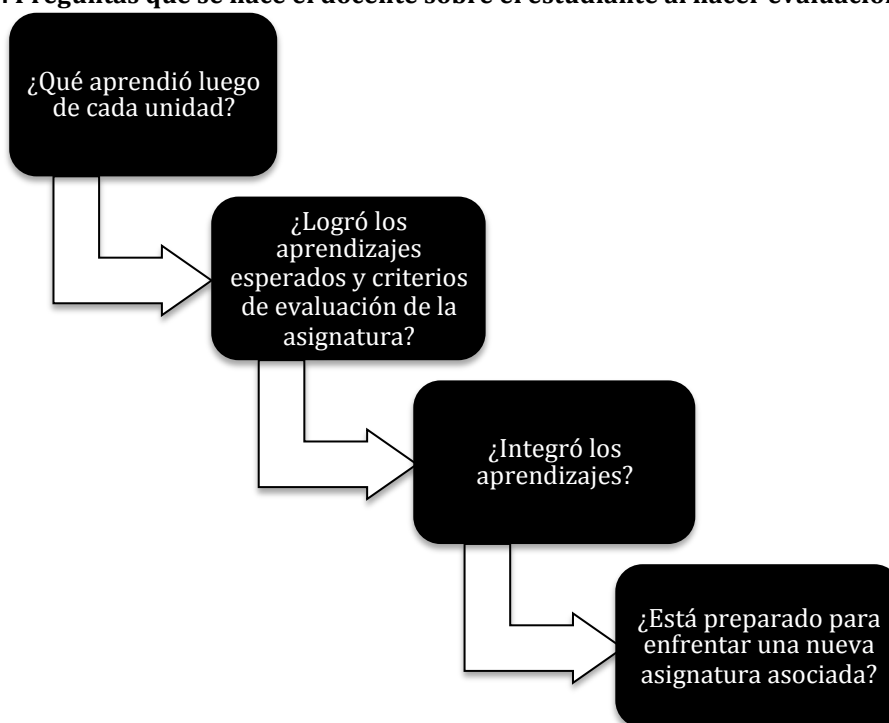 Preguntas que se hace el docente sobre el estudiante al hacer evaluación
¿Qué aprendió luego
de cada unidad?
¿Logró los
aprendizajes
esperados y criterios
de evaluación de la
asignatura?
¿Integró los
aprendizajes?
¿Está preparado para
enfrentar una nueva
asignatura asociada?